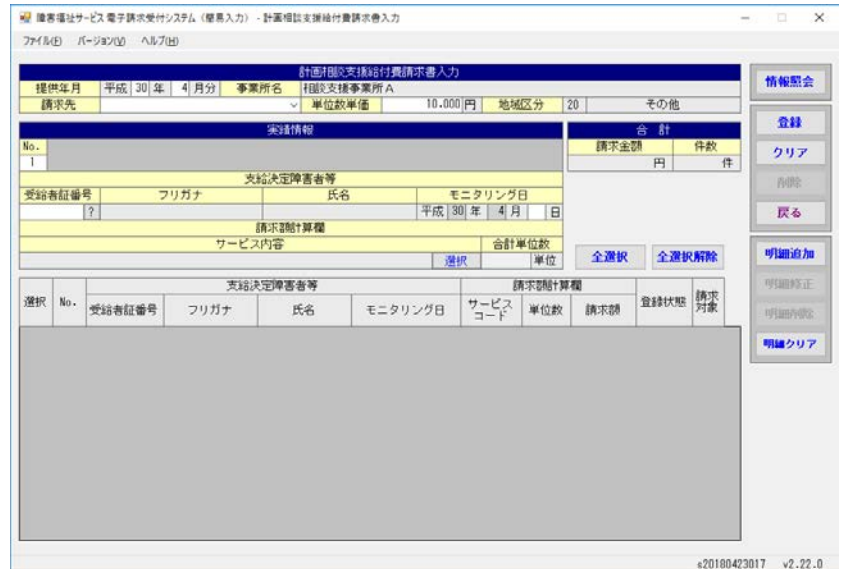 障害福祉サービス 電子請求受付システム（簡易入力） - 計画相談支援給付費請求書入力
ファイル(F) バージョン(V) ヘルプ(H)
計画相談支援給付費請求書入力
提供年月 平成 30 年 4 月分 事業所名 相談支援事業所Ａ
請求先 単位数単価 10.000 円 地域区分 20 その他
実績情報
No.
1
支給決定障害者等
受給者証番号 フリガナ 氏名 モニタリング日
? 平成 30 年 4 月 日
請求額計算欄
サービス内容 合計単位数
選択 単位
合 計
請求金額 件数
円 件
全選択 全選択解除
選択 No. 支給決定障害者等 請求額計算欄 登録状態 請求対象
受給者証番号 フリガナ 氏名 モニタリング日 サービスコード 単位数 請求額
情報照会
登録
クリア
削除
戻る
明細追加
明細修正
明細削除
明細クリア
s20180423017 v2.22.0